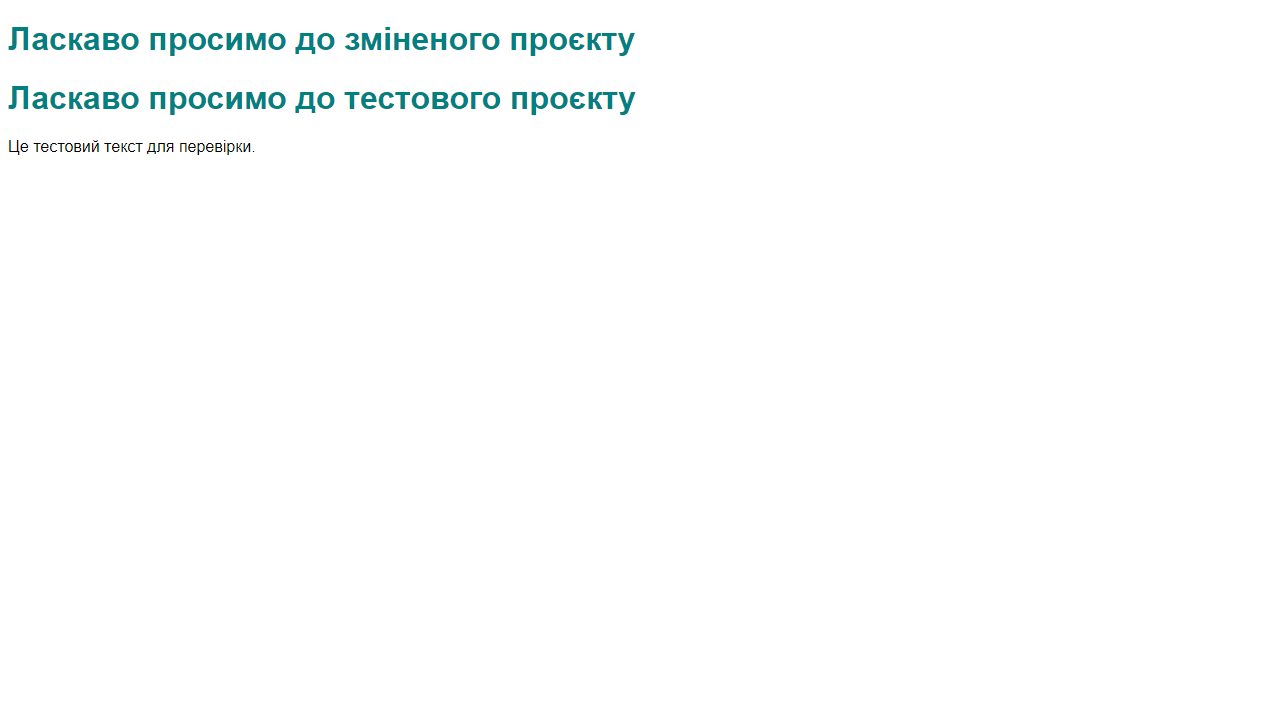 Ласкаво просимо до зміненого проєкту
Ласкаво просимо до тестового проєкту
Це тестовий текст для перевірки.